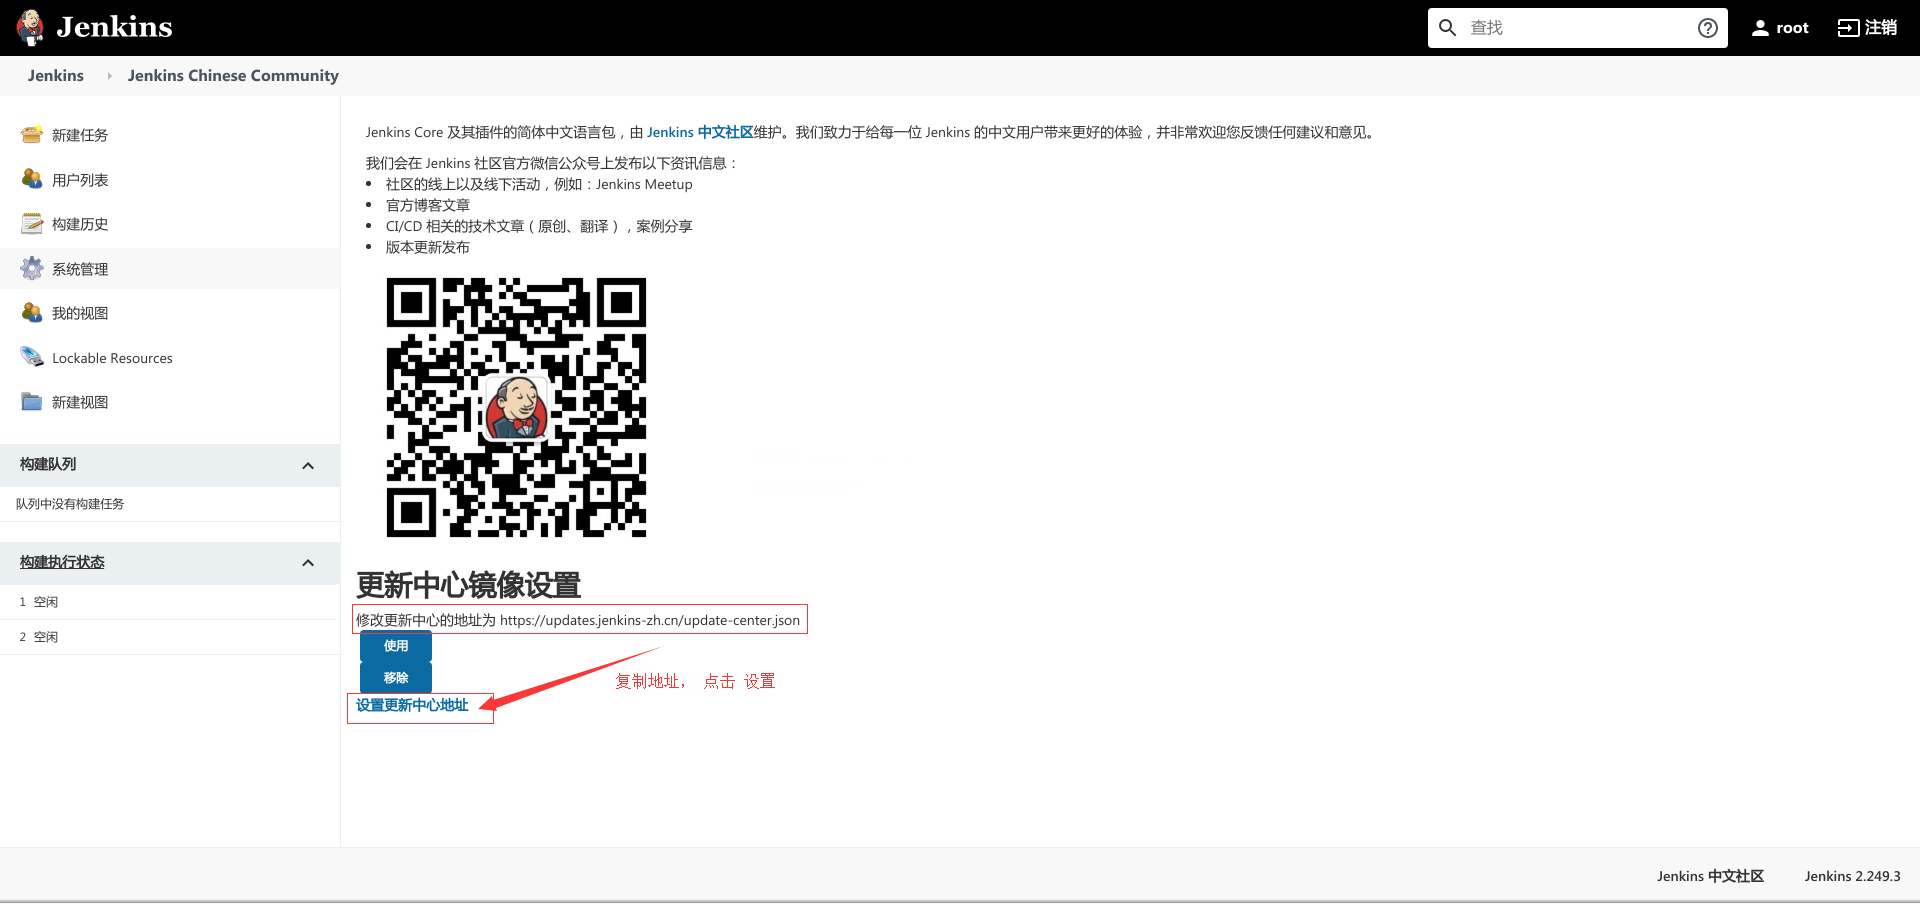 Jenkins
查找
root
注销
Jenkins
Jenkins Chinese Community
新建任务
用户列表
构建历史
系统管理
我的视图
Lockable Resources
新建视图
构建队列
队列中没有构建任务
构建执行状态
1 空闲
2 空闲
Jenkins Core 及其插件的简体中文语言包，由 Jenkins 中文社区维护。我们致力于给每一位 Jenkins 的中文用户带来更好的体验，并非常欢迎您反馈任何建议和意见。
我们会在 Jenkins 社区官方微信公众号上发布以下资讯信息：
• 社区的线上以及线下活动，例如：Jenkins Meetup
• 官方博客文章
• CI/CD 相关的技术文章（原创、翻译），案例分享
• 版本更新发布
更新中心镜像设置
修改更新中心的地址为 https://updates.jenkins-zh.cn/update-center.json
使用
移除
复制地址， 点击 设置
设置更新中心地址
Jenkins 中文社区
Jenkins 2.249.3